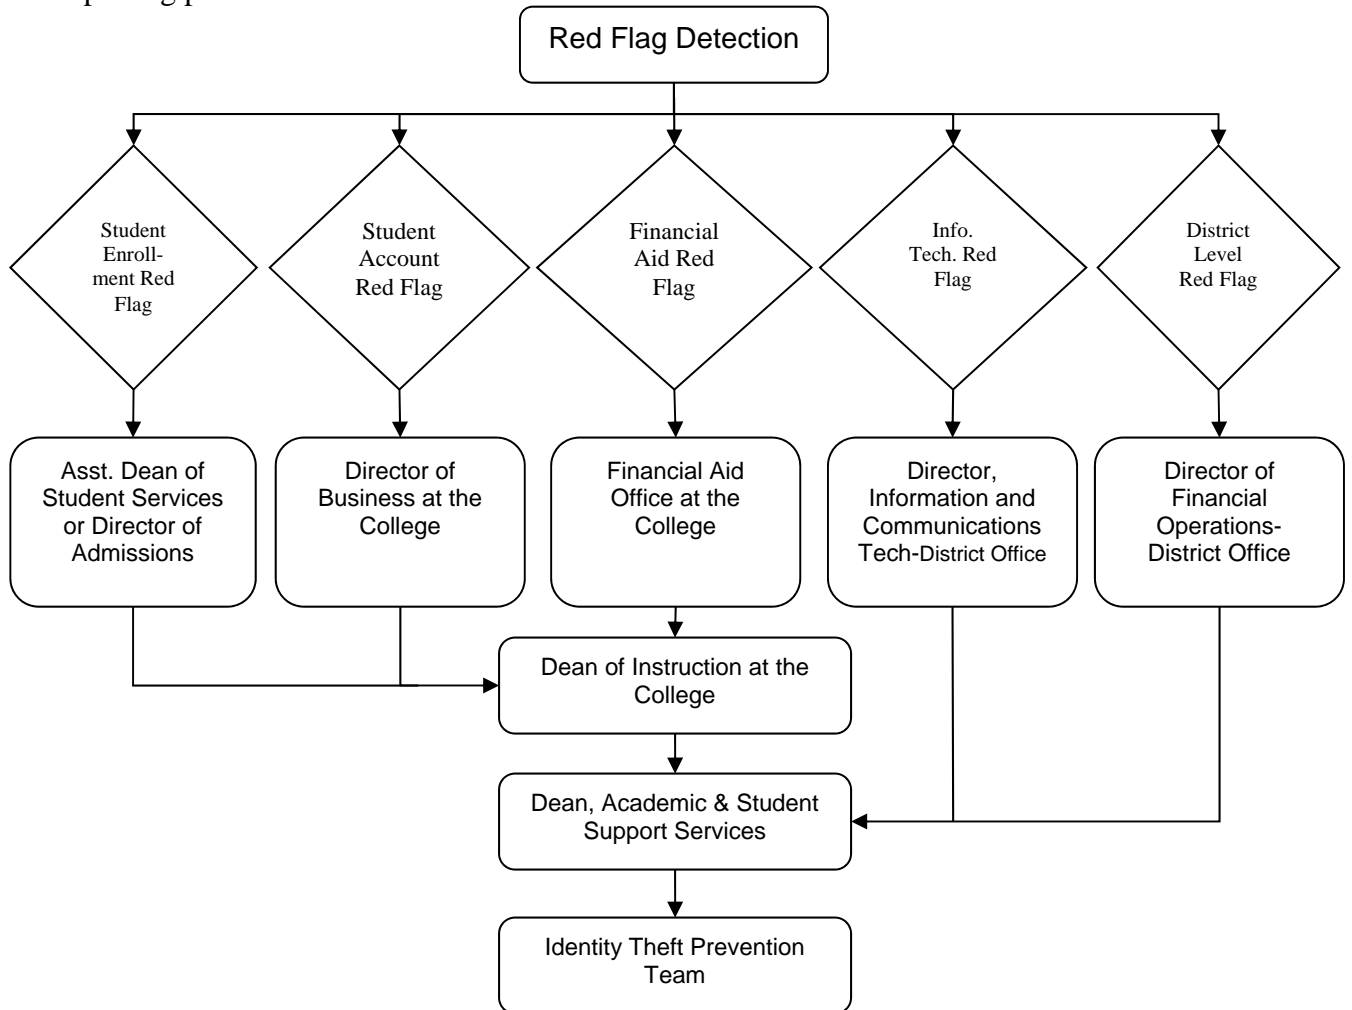 Red Flag Detection
Student
Enroll-
ment Red
Flag
Student
Account
Red Flag
Financial
Aid Red
Flag
Info.
Tech. Red
Flag
District
Level
Red Flag
Asst. Dean of
Student Services
or Director of
Admissions
Director of
Business at the
College
Financial Aid
Office at the
College
Director,
Information and
Communications
Tech-District Office
Director of
Financial
Operations-
District Office
Dean of Instruction at the
College
Dean, Academic & Student
Support Services
Identity Theft Prevention
Team